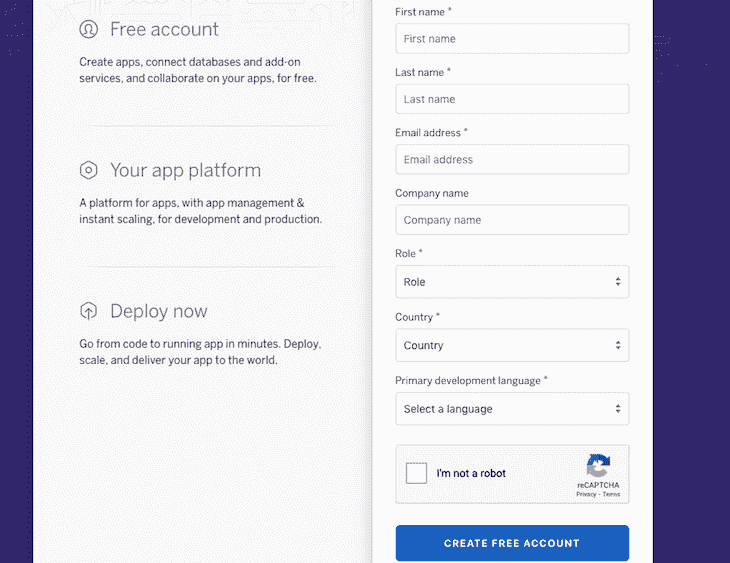 Free account
Create apps, connect databases and add-on
services, and collaborate on your apps, for free.
Your app platform
A platform for apps, with app management &
instant scaling, for development and production.
Deploy now
Go from code to running app in minutes. Deploy,
scale, and deliver your app to the world.
First name *
First name
Last name *
Last name
Email address *
Email address
Company name
Company name
Role *
Role
Country *
Country
Primary development language *
Select a language
I'm not a robot
reCAPTCHA
Privacy - Terms
CREATE FREE ACCOUNT